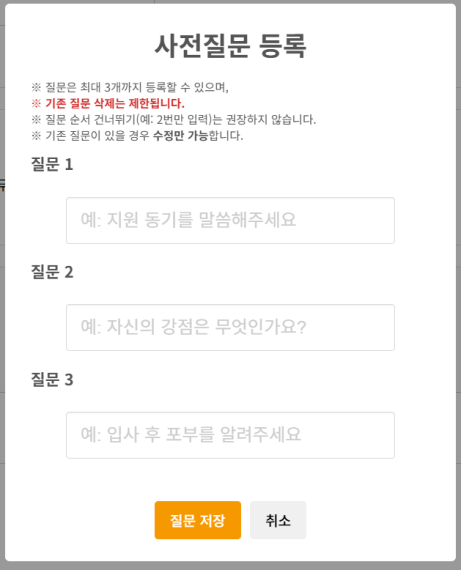 사전질문 등록
※ 질문은 최대 3개까지 등록할 수 있으며,
※ 기존 질문 삭제는 제한됩니다.
※ 질문 순서 건너뛰기(예: 2번만 입력)는 권장하지 않습니다.
※ 기존 질문이 있을 경우 수정만 가능합니다.
질문 1
예: 지원 동기를 말씀해주세요
질문 2
예: 자신의 강점은 무엇인가요?
질문 3
예: 입사 후 포부를 알려주세요
질문 저장
취소